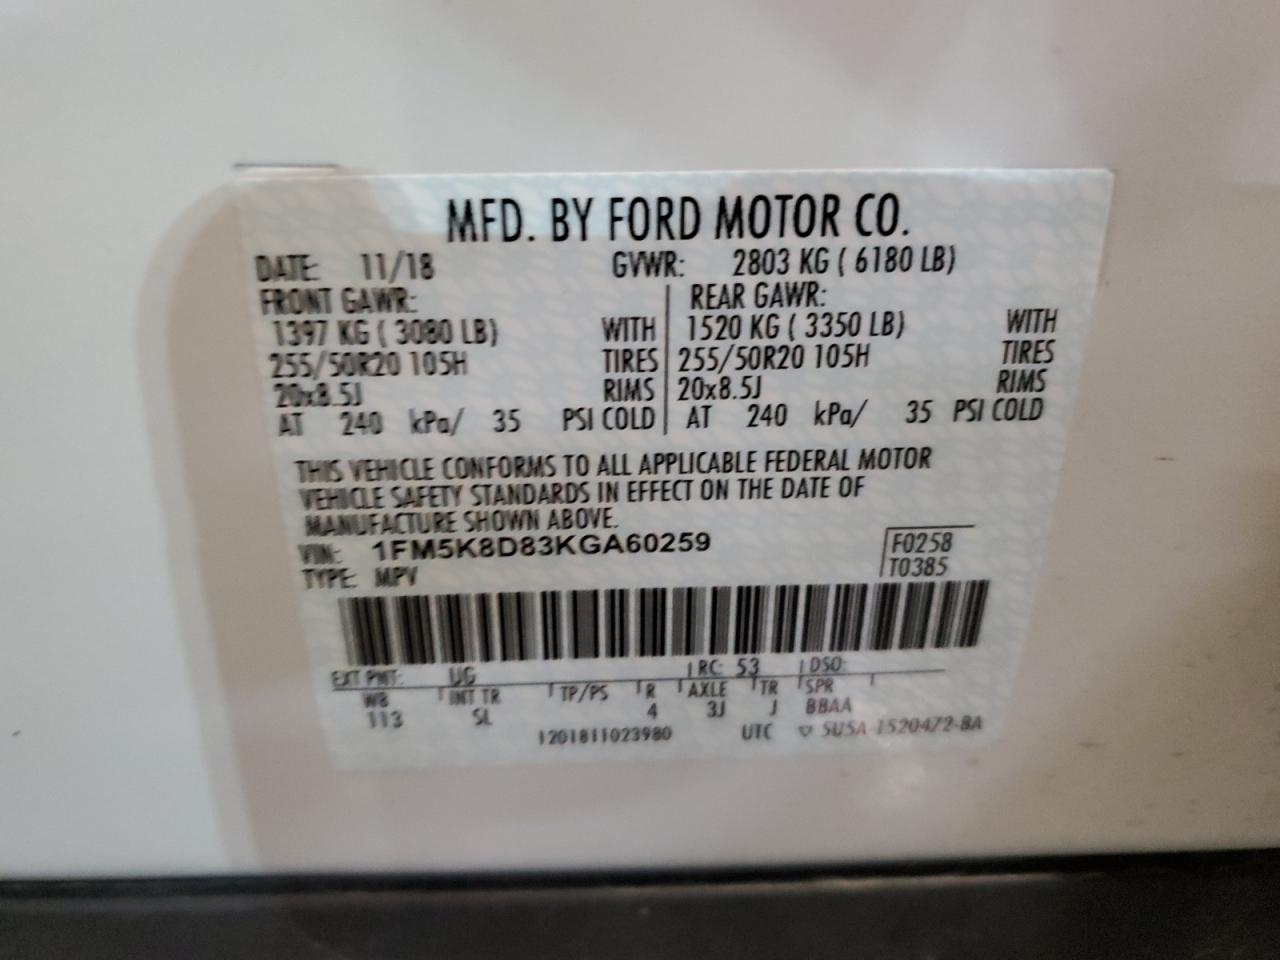 MFD. BY FORD MOTOR CO.
DATE: 11/18 GVWR: 2803 KG ( 6180 LB)
FRONT GAWR: REAR GAWR:
1397 KG ( 3080 LB) WITH 1520 KG ( 3350 LB) WITH
255/50R20 105H TIRES 255/50R20 105H TIRES
20x8.5J RIMS 20x8.5J RIMS
AT 240 kPa/ 35 PSI COLD AT 240 kPa/ 35 PSI COLD
THIS VEHICLE CONFORMS TO ALL APPLICABLE FEDERAL MOTOR
VEHICLE SAFETY STANDARDS IN EFFECT ON THE DATE OF
MANUFACTURE SHOWN ABOVE.
VIN: 1FM5K8D83KGA60259 F0258
TYPE: MPV T0385
EXT PNT: UG RC: 53 DSO:
WB INT TR TP/PS R AXLE TR SPR
113 SL 4 3J J BBAA
1201811023980 UTC ▽ 5U5A-1520472-BA